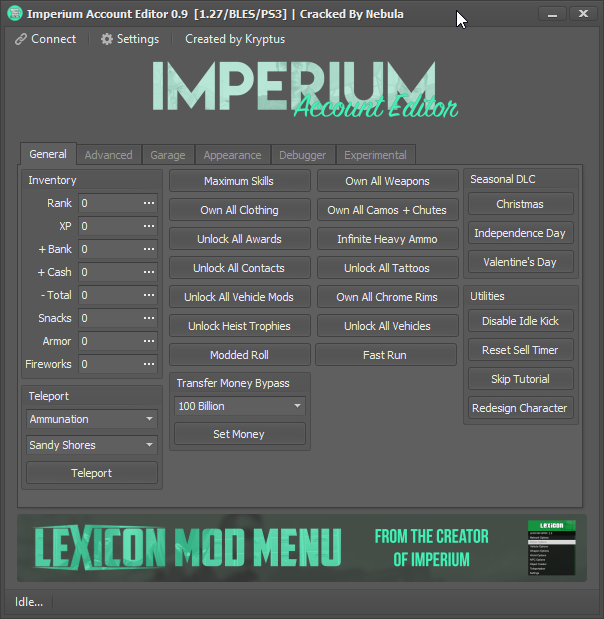 Imperium Account Editor 0.9 [1.27/BLES/PS3] | Cracked By Nebula
Connect
Settings
Created by Kryptus
IMPERIUM
Account Editor
General
Advanced
Garage
Appearance
Debugger
Experimental
Inventory
Rank 0 ...
XP 0 ...
+ Bank 0 ...
+ Cash 0 ...
- Total 0 ...
Snacks 0 ...
Armor 0 ...
Fireworks 0 ...
Teleport
Ammunation
Sandy Shores
Teleport
Maximum Skills
Own All Weapons
Own All Clothing
Own All Camos + Chutes
Unlock All Awards
Infinite Heavy Ammo
Unlock All Contacts
Unlock All Tattoos
Unlock All Vehicle Mods
Own All Chrome Rims
Unlock Heist Trophies
Unlock All Vehicles
Modded Roll
Fast Run
Transfer Money Bypass
100 Billion
Set Money
Seasonal DLC
Christmas
Independence Day
Valentine's Day
Utilities
Disable Idle Kick
Reset Sell Timer
Skip Tutorial
Redesign Character
LEXICON MOD MENU
FROM THE CREATOR
OF IMPERIUM
LEXICON
Idle...